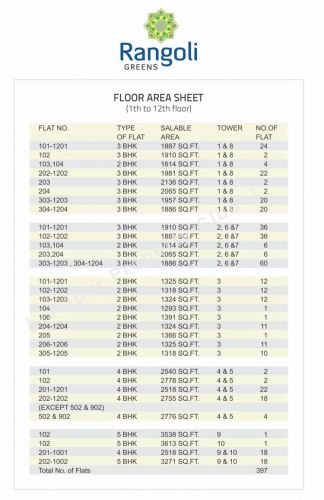 Rangoli
GREENS
FLOOR AREA SHEET
(1th to 12th floor)
FLAT NO. TYPE OF FLAT SALABLE AREA TOWER NO.OF FLAT
101-1201 3 BHK 1887 SQ.FT. 1 & 8 24
102 3 BHK 1910 SQ.FT. 1 & 8 2
103,104 2 BHK 1614 SQ.FT. 1 & 8 4
202-1202 3 BHK 1981 SQ.FT. 1 & 8 22
203 3 BHK 2136 SQ.FT. 1 & 8 2
204 3 BHK 2065 SQ.FT. 1 & 8 2
303-1203 3 BHK 1957 SQ.FT. 1 & 8 20
304-1204 3 BHK 1886 SQ.FT. 1 & 8 20
101-1201 3 BHK 1910 SQ.FT. 2, 6 &7 36
102-1202 3 BHK 1887 SQ.FT. 2, 6 &7 36
103,104 2 BHK 1614 SQ.FT. 2, 6 &7 6
203,204 3 BHK 2065 SQ.FT. 2, 6 &7 6
303-1203 , 304-1204 3 BHK 1886 SQ.FT. 2, 6 &7 60
101-1201 2 BHK 1325 SQ.FT. 3 12
102-1202 2 BHK 1318 SQ.FT. 3 12
103-1203 2 BHK 1324 SQ.FT. 3 12
104 2 BHK 1293 SQ.FT. 3 1
106 2 BHK 1391 SQ.FT. 3 1
204-1204 2 BHK 1325 SQ.FT. 3 11
205 2 BHK 1365 SQ.FT. 3 1
206-1206 2 BHK 1325 SQ.FT. 3 11
305-1205 2 BHK 1318 SQ.FT. 3 10
101 4 BHK 2540 SQ.FT. 4 & 5 2
102 4 BHK 2778 SQ.FT. 4 & 5 2
201-1201 4 BHK 2518 SQ.FT. 4 & 5 22
202-1202 4 BHK 2755 SQ.FT. 4 & 5 18
(EXCEPT 502 & 902)
502 & 902 4 BHK 2776 SQ.FT. 4 & 5 4
102 5 BHK 3538 SQ.FT. 9 1
102 5 BHK 3613 SQ.FT. 10 1
201-1001 4 BHK 2518 SQ.FT. 9 & 10 18
202-1002 5 BHK 3271 SQ.FT. 9 & 10 18
Total No. of Flats 397